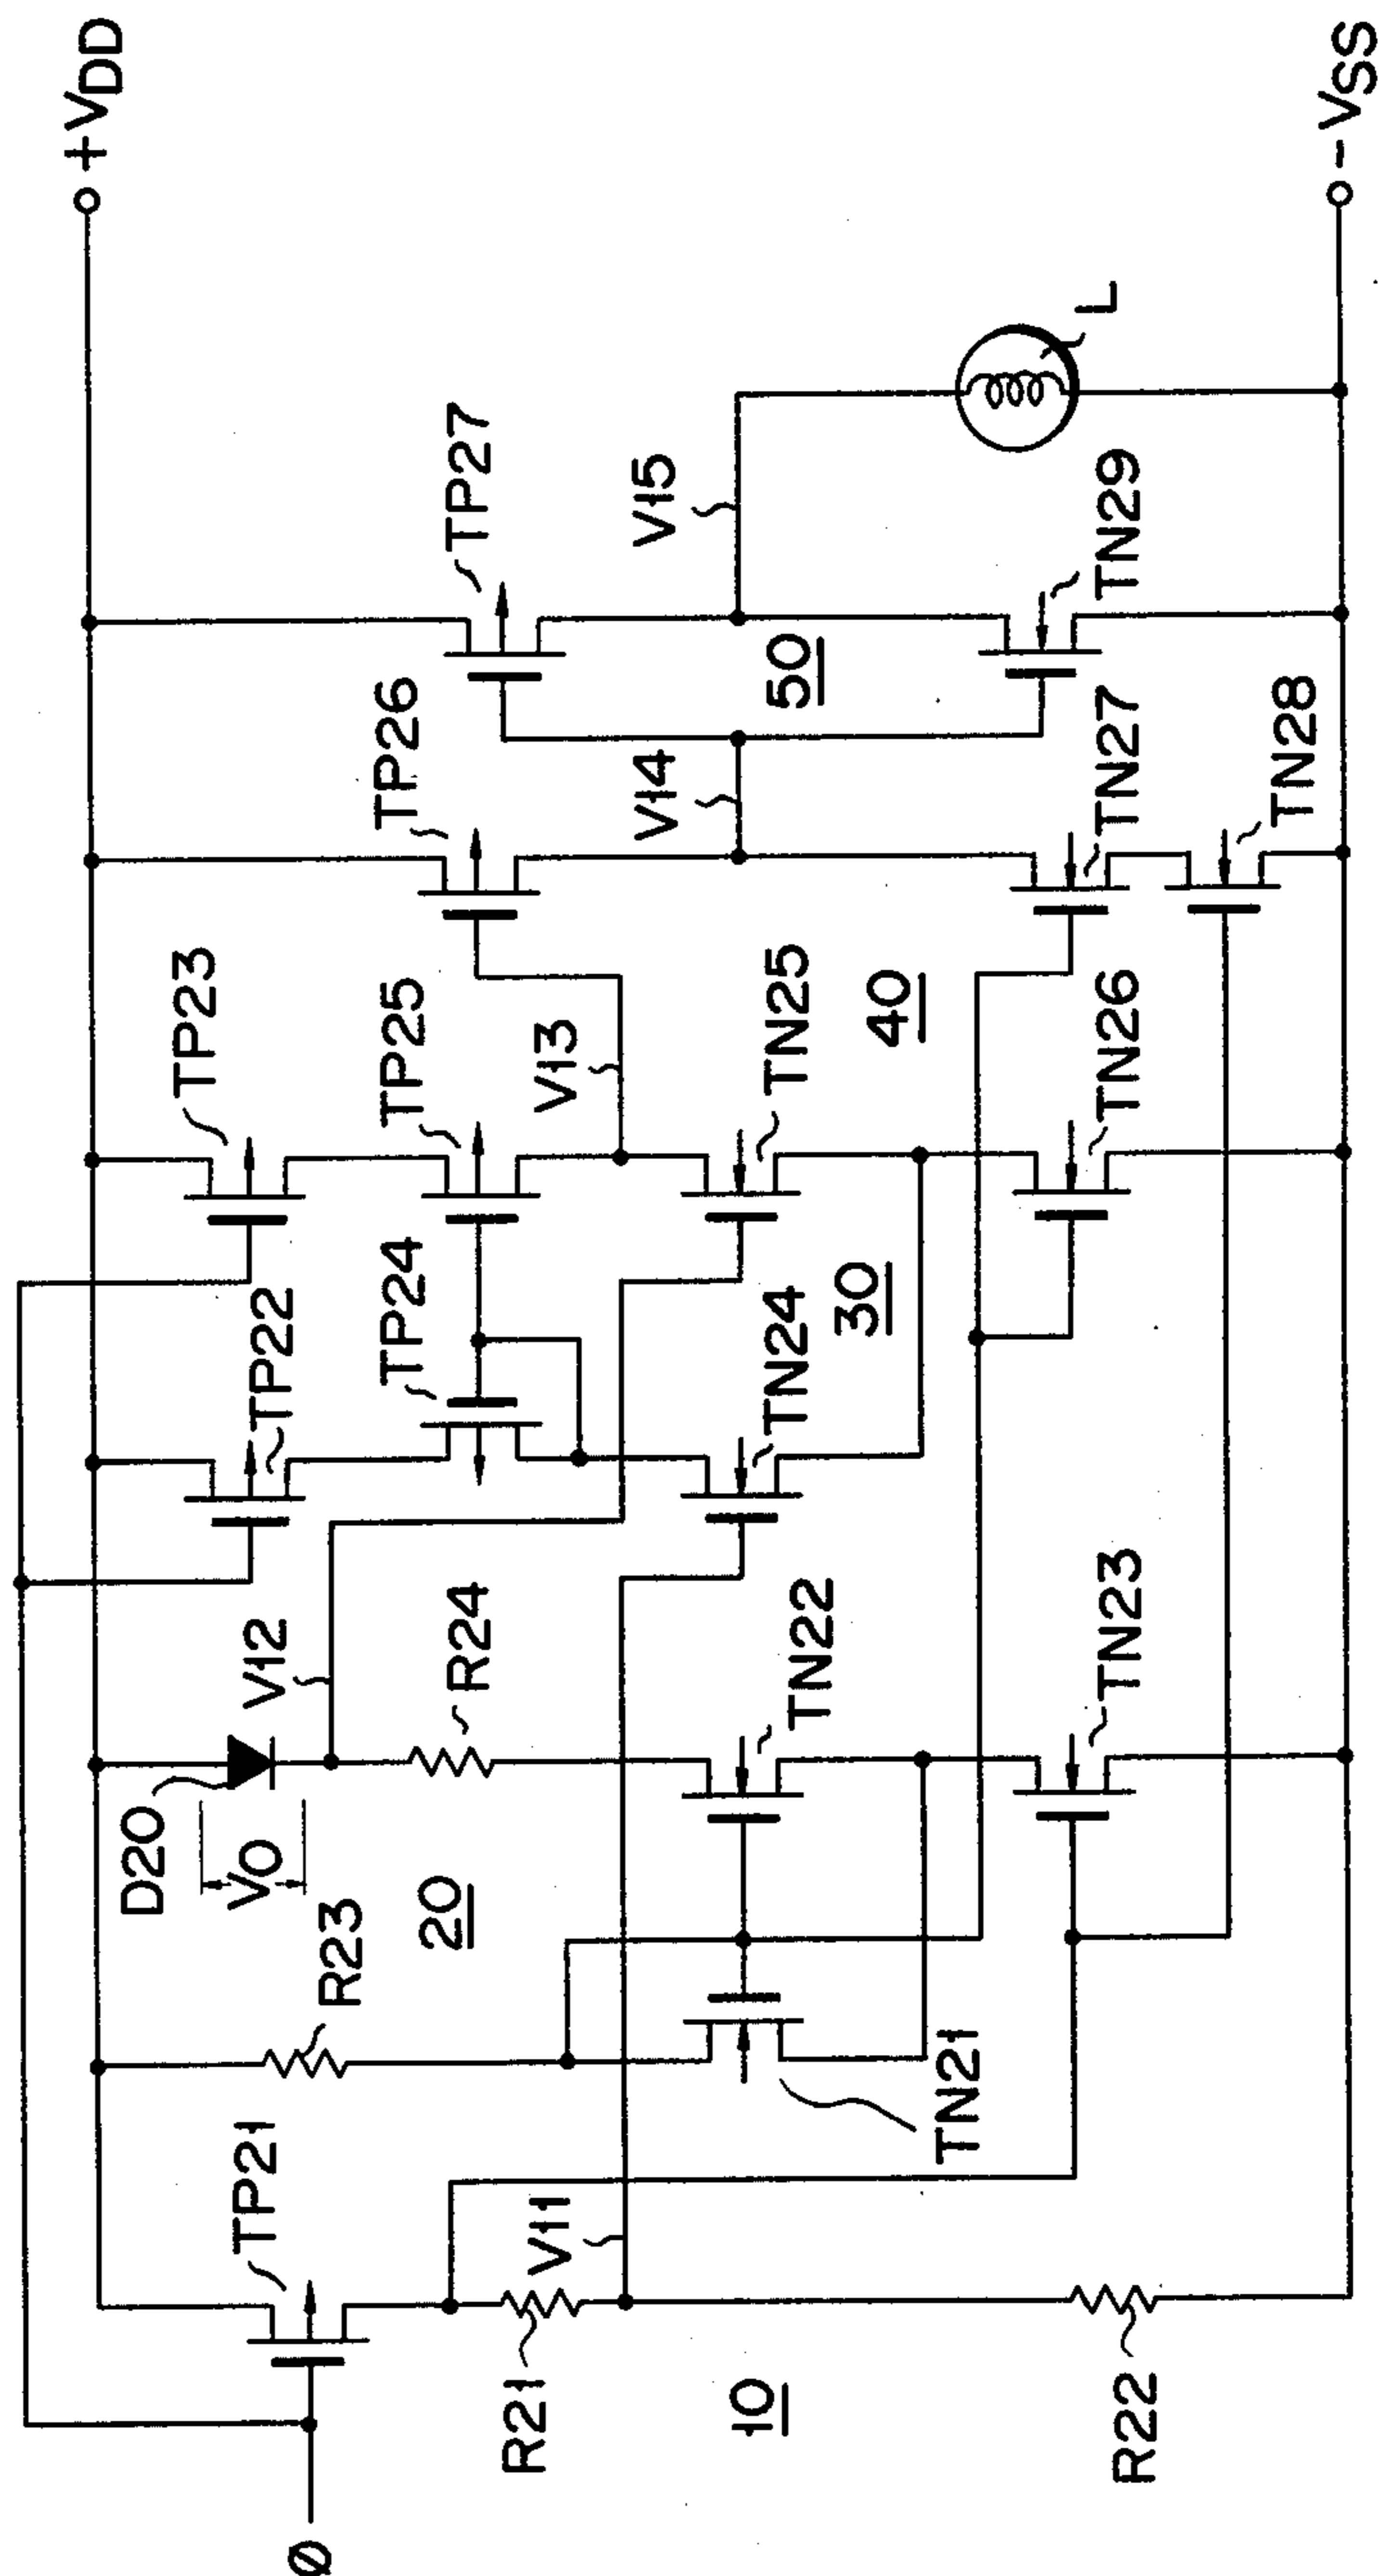 +VDD
-VSS
L
TP27
V15
TN29
50
TP26
V14
TN27
TN28
TP23
TP25
V13
TN25
40
TN26
TP22
TP24
TN24
30
V12
R24
TN22
TN23
D20
V0
R23
20
TN21
TP21
V11
R21
10
R22
Ø